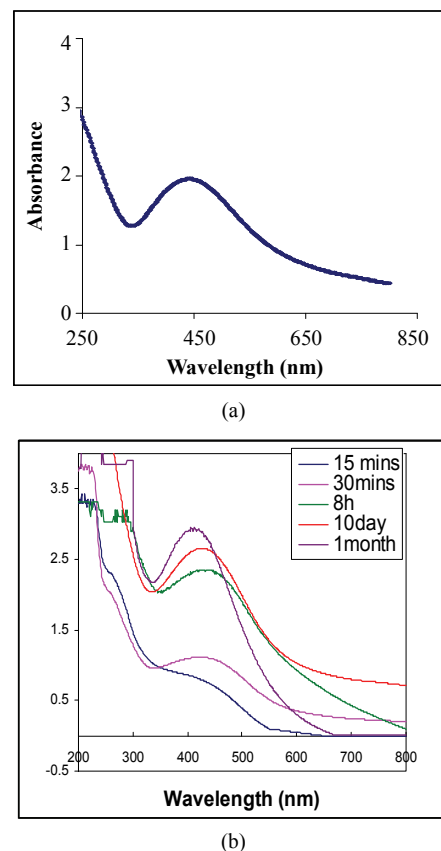 4
3
2
1
0
Absorbance
250 450 650 850
Wavelength (nm)
(a)
15 mins
30mins
8h
10day
1month
3.5
2.5
1.5
0.5
-0.5
200 300 400 500 600 700 800
Wavelength (nm)
(b)